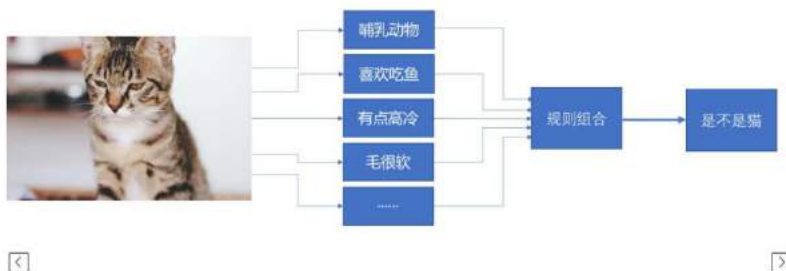 哺乳动物
喜欢吃鱼
有点高冷
毛很软
……
规则组合
是不是猫